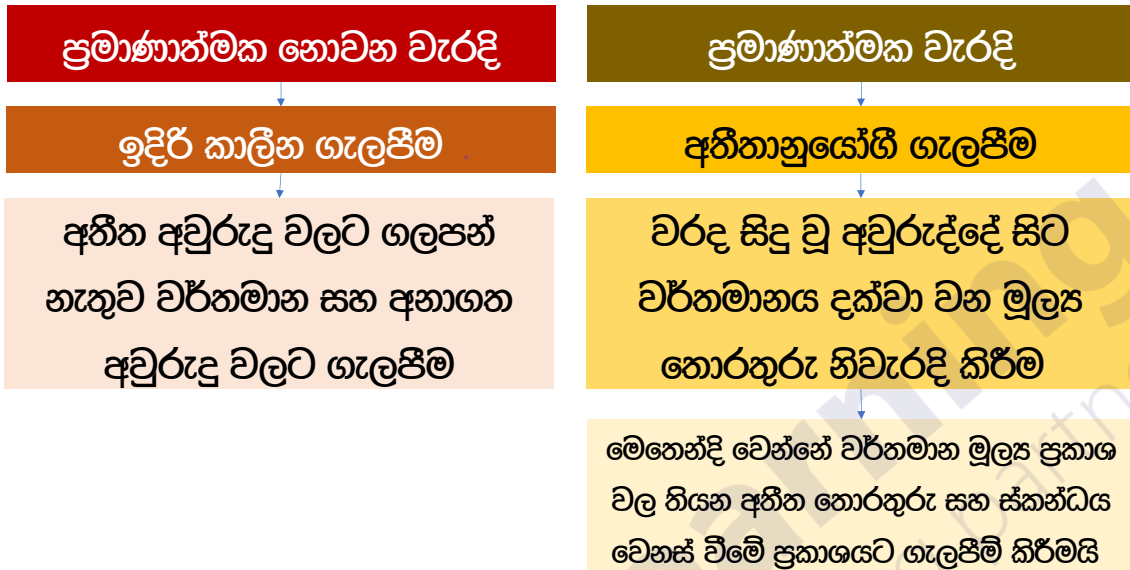 ප්‍රමාණාත්මක නොවන වැරදි
ඉදිරි කාලීන ගැලපීම
අතීත අවුරුදු වලට ගලපන්
නැතුව වර්තමාන සහ අනාගත
අවුරුදු වලට ගැලපීම
ප්‍රමාණාත්මක වැරදි
අතීතානුයෝගී ගැලපීම
වරද සිදු වූ අවුරුද්දේ සිට
වර්තමානය දක්වා වන මූල්‍ය
තොරතුරු නිවැරදි කිරීම
මෙතෙන්දි වෙන්නේ වර්තමාන මූල්‍ය ප්‍රකාශ
වල තියන අතීත තොරතුරු සහ ස්කන්ධය
වෙනස් වීමේ ප්‍රකාශයට ගැලපීම් කිරීමයි